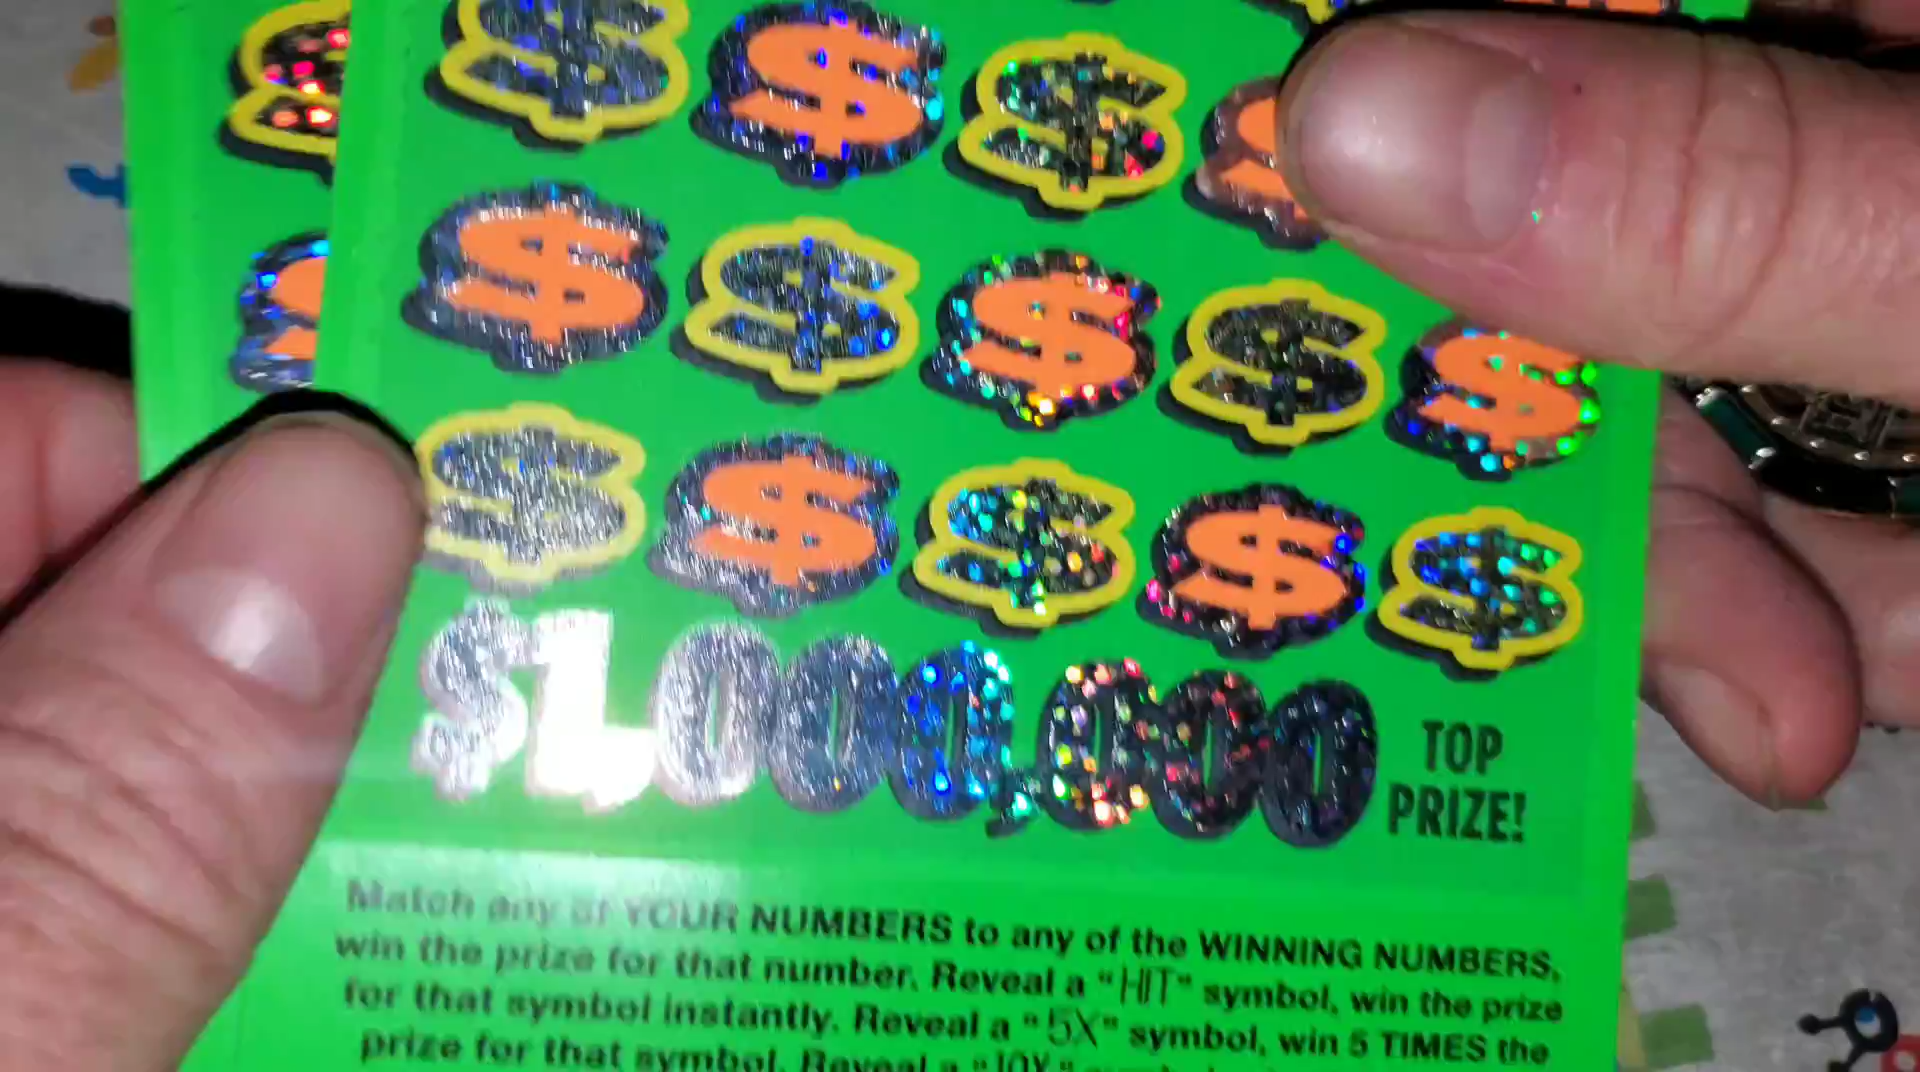 $ $ $ $
$ $ $ $ $
$ $ $ $ $
$1,000,000 TOP
PRIZE!
Match any of YOUR NUMBERS to any of the WINNING NUMBERS,
win the prize for that number. Reveal a "HIT" symbol, win the prize
for that symbol instantly. Reveal a "5X" symbol, win 5 TIMES the
prize for that symbol. Reveal a "10X"